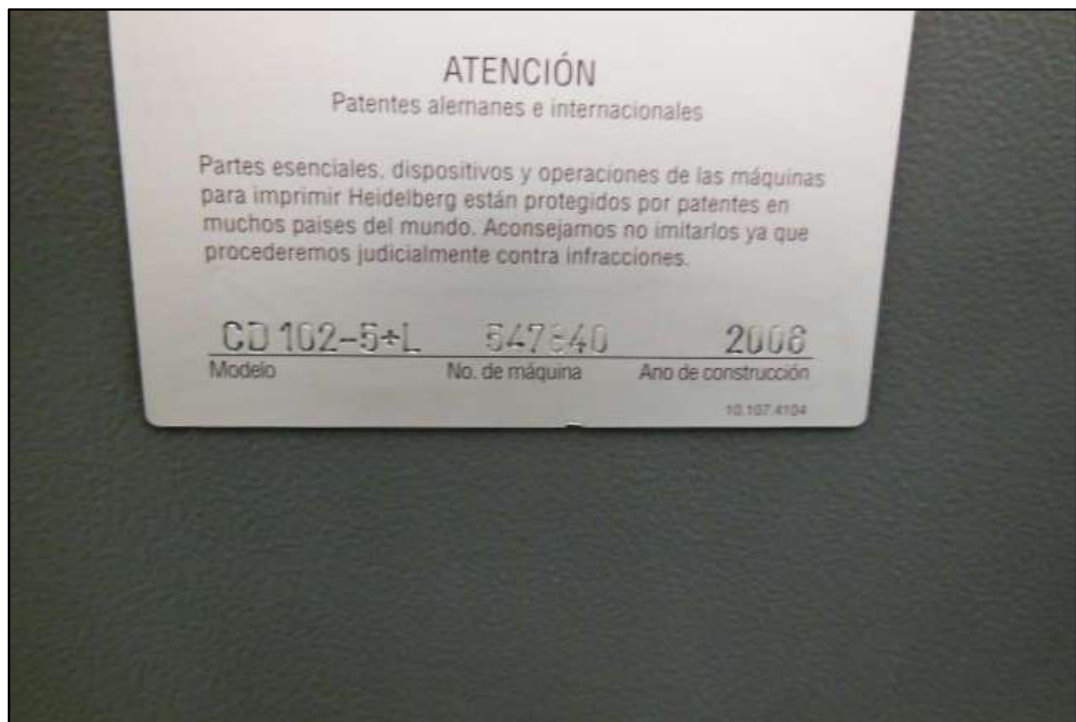 ATENCIÓN
Patentes alemanes e internacionales
Partes esenciales, dispositivos y operaciones de las máquinas
para imprimir Heidelberg están protegidos por patentes en
muchos paises del mundo. Aconsejamos no imitarlos ya que
procederemos judicialmente contra infracciones.
CD 102-5+L
Modelo No. de máquina Ano de construcción
10.107.4104